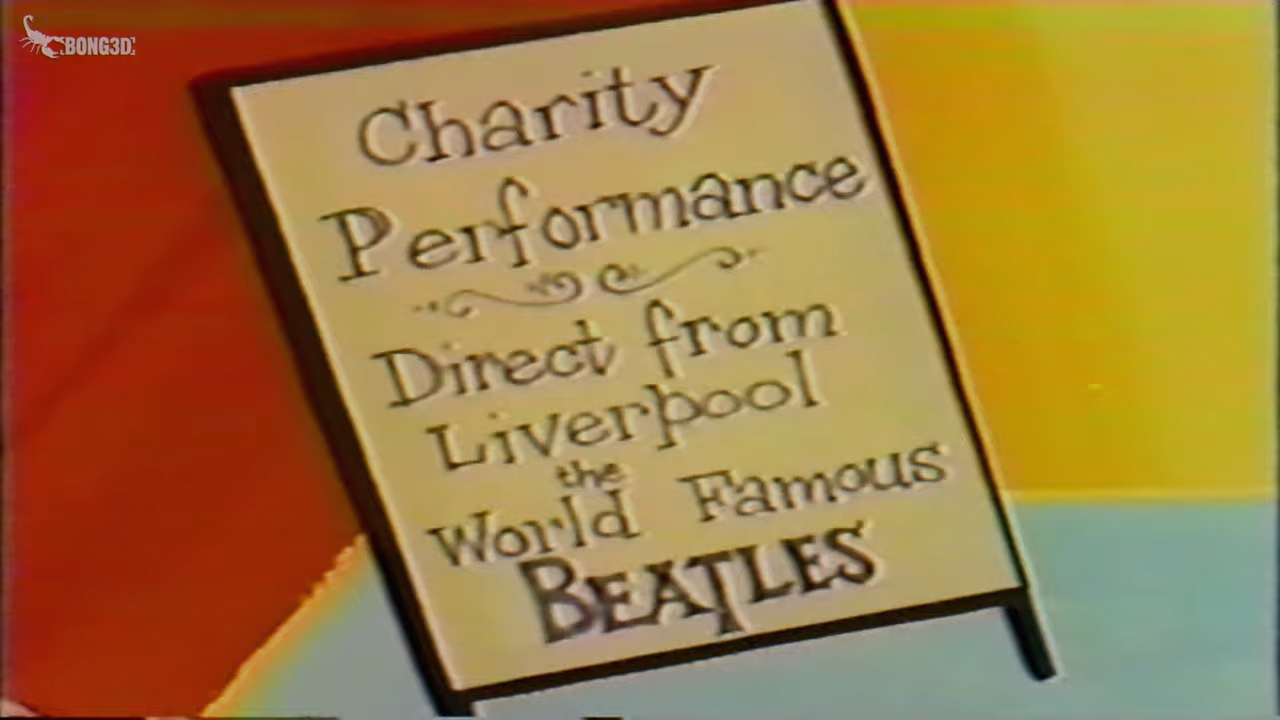 BONG3D
Charity
Performance
Direct from
Liverpool
the
World Famous
BEATLES